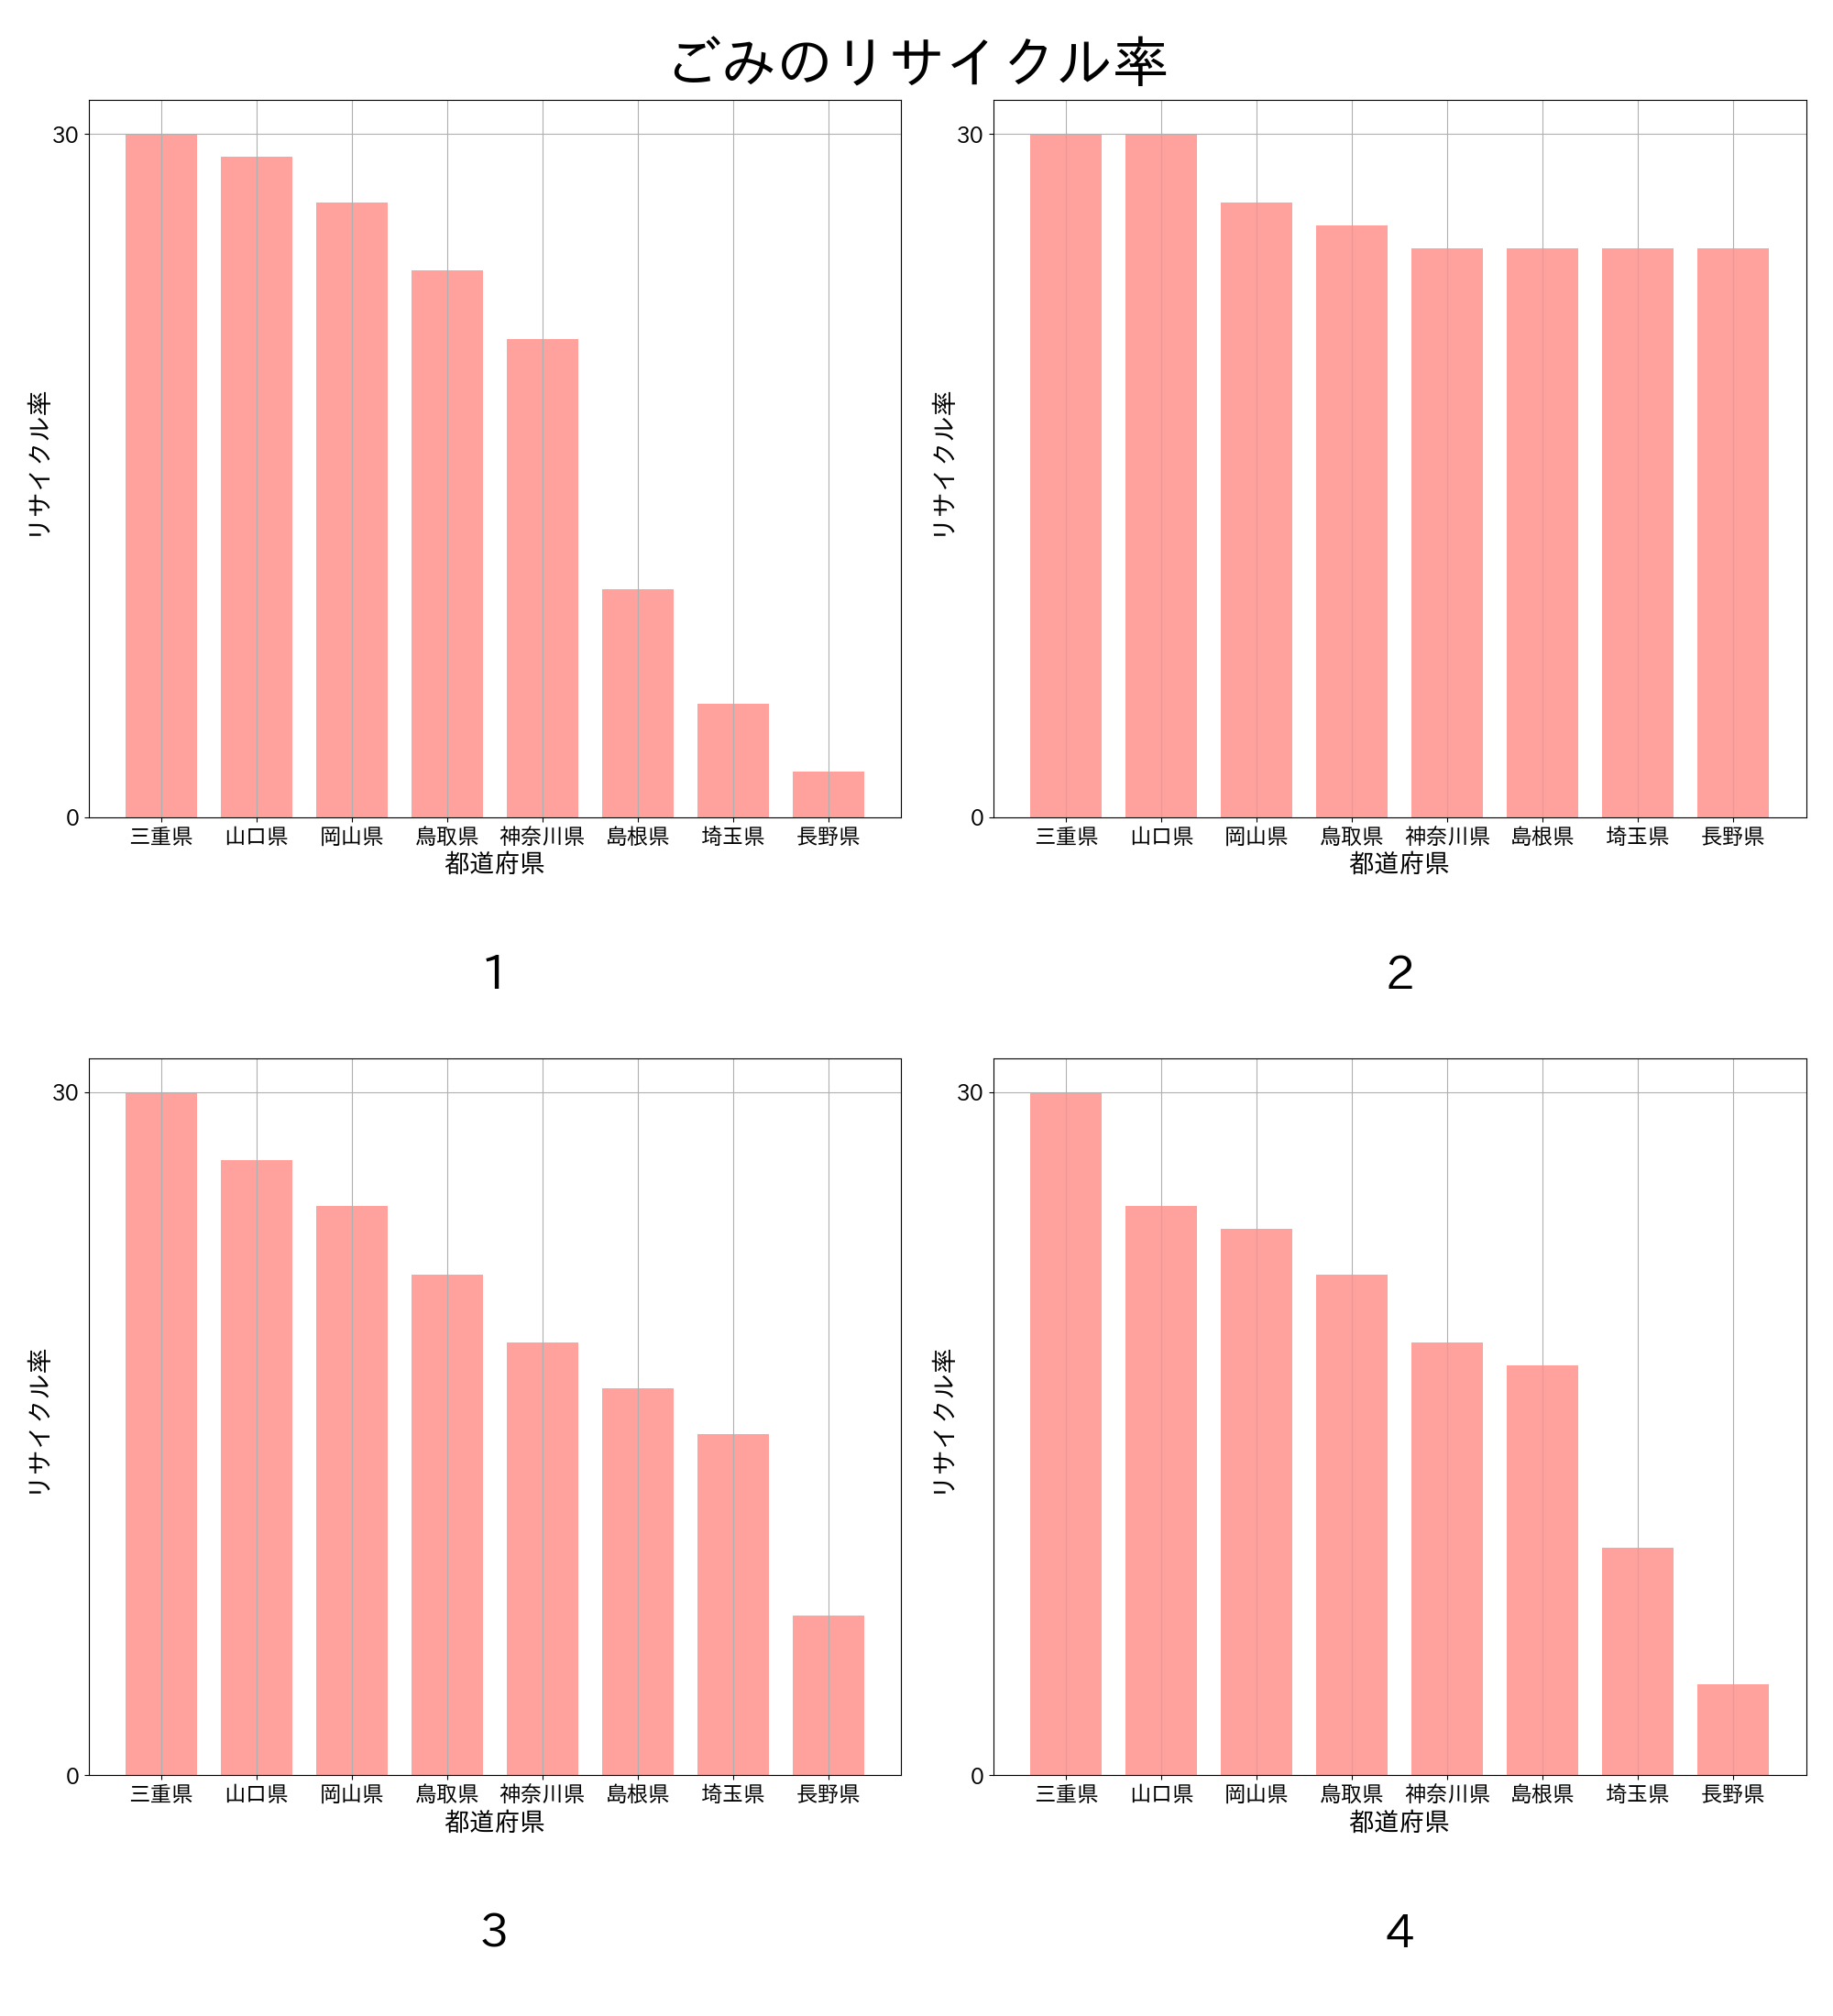 ごみのリサイクル率
30
0
リサイクル率
三重県 山口県 岡山県 鳥取県 神奈川県 島根県 埼玉県 長野県
都道府県
1
30
0
リサイクル率
三重県 山口県 岡山県 鳥取県 神奈川県 島根県 埼玉県 長野県
都道府県
2
30
0
リサイクル率
三重県 山口県 岡山県 鳥取県 神奈川県 島根県 埼玉県 長野県
都道府県
3
30
0
リサイクル率
三重県 山口県 岡山県 鳥取県 神奈川県 島根県 埼玉県 長野県
都道府県
4